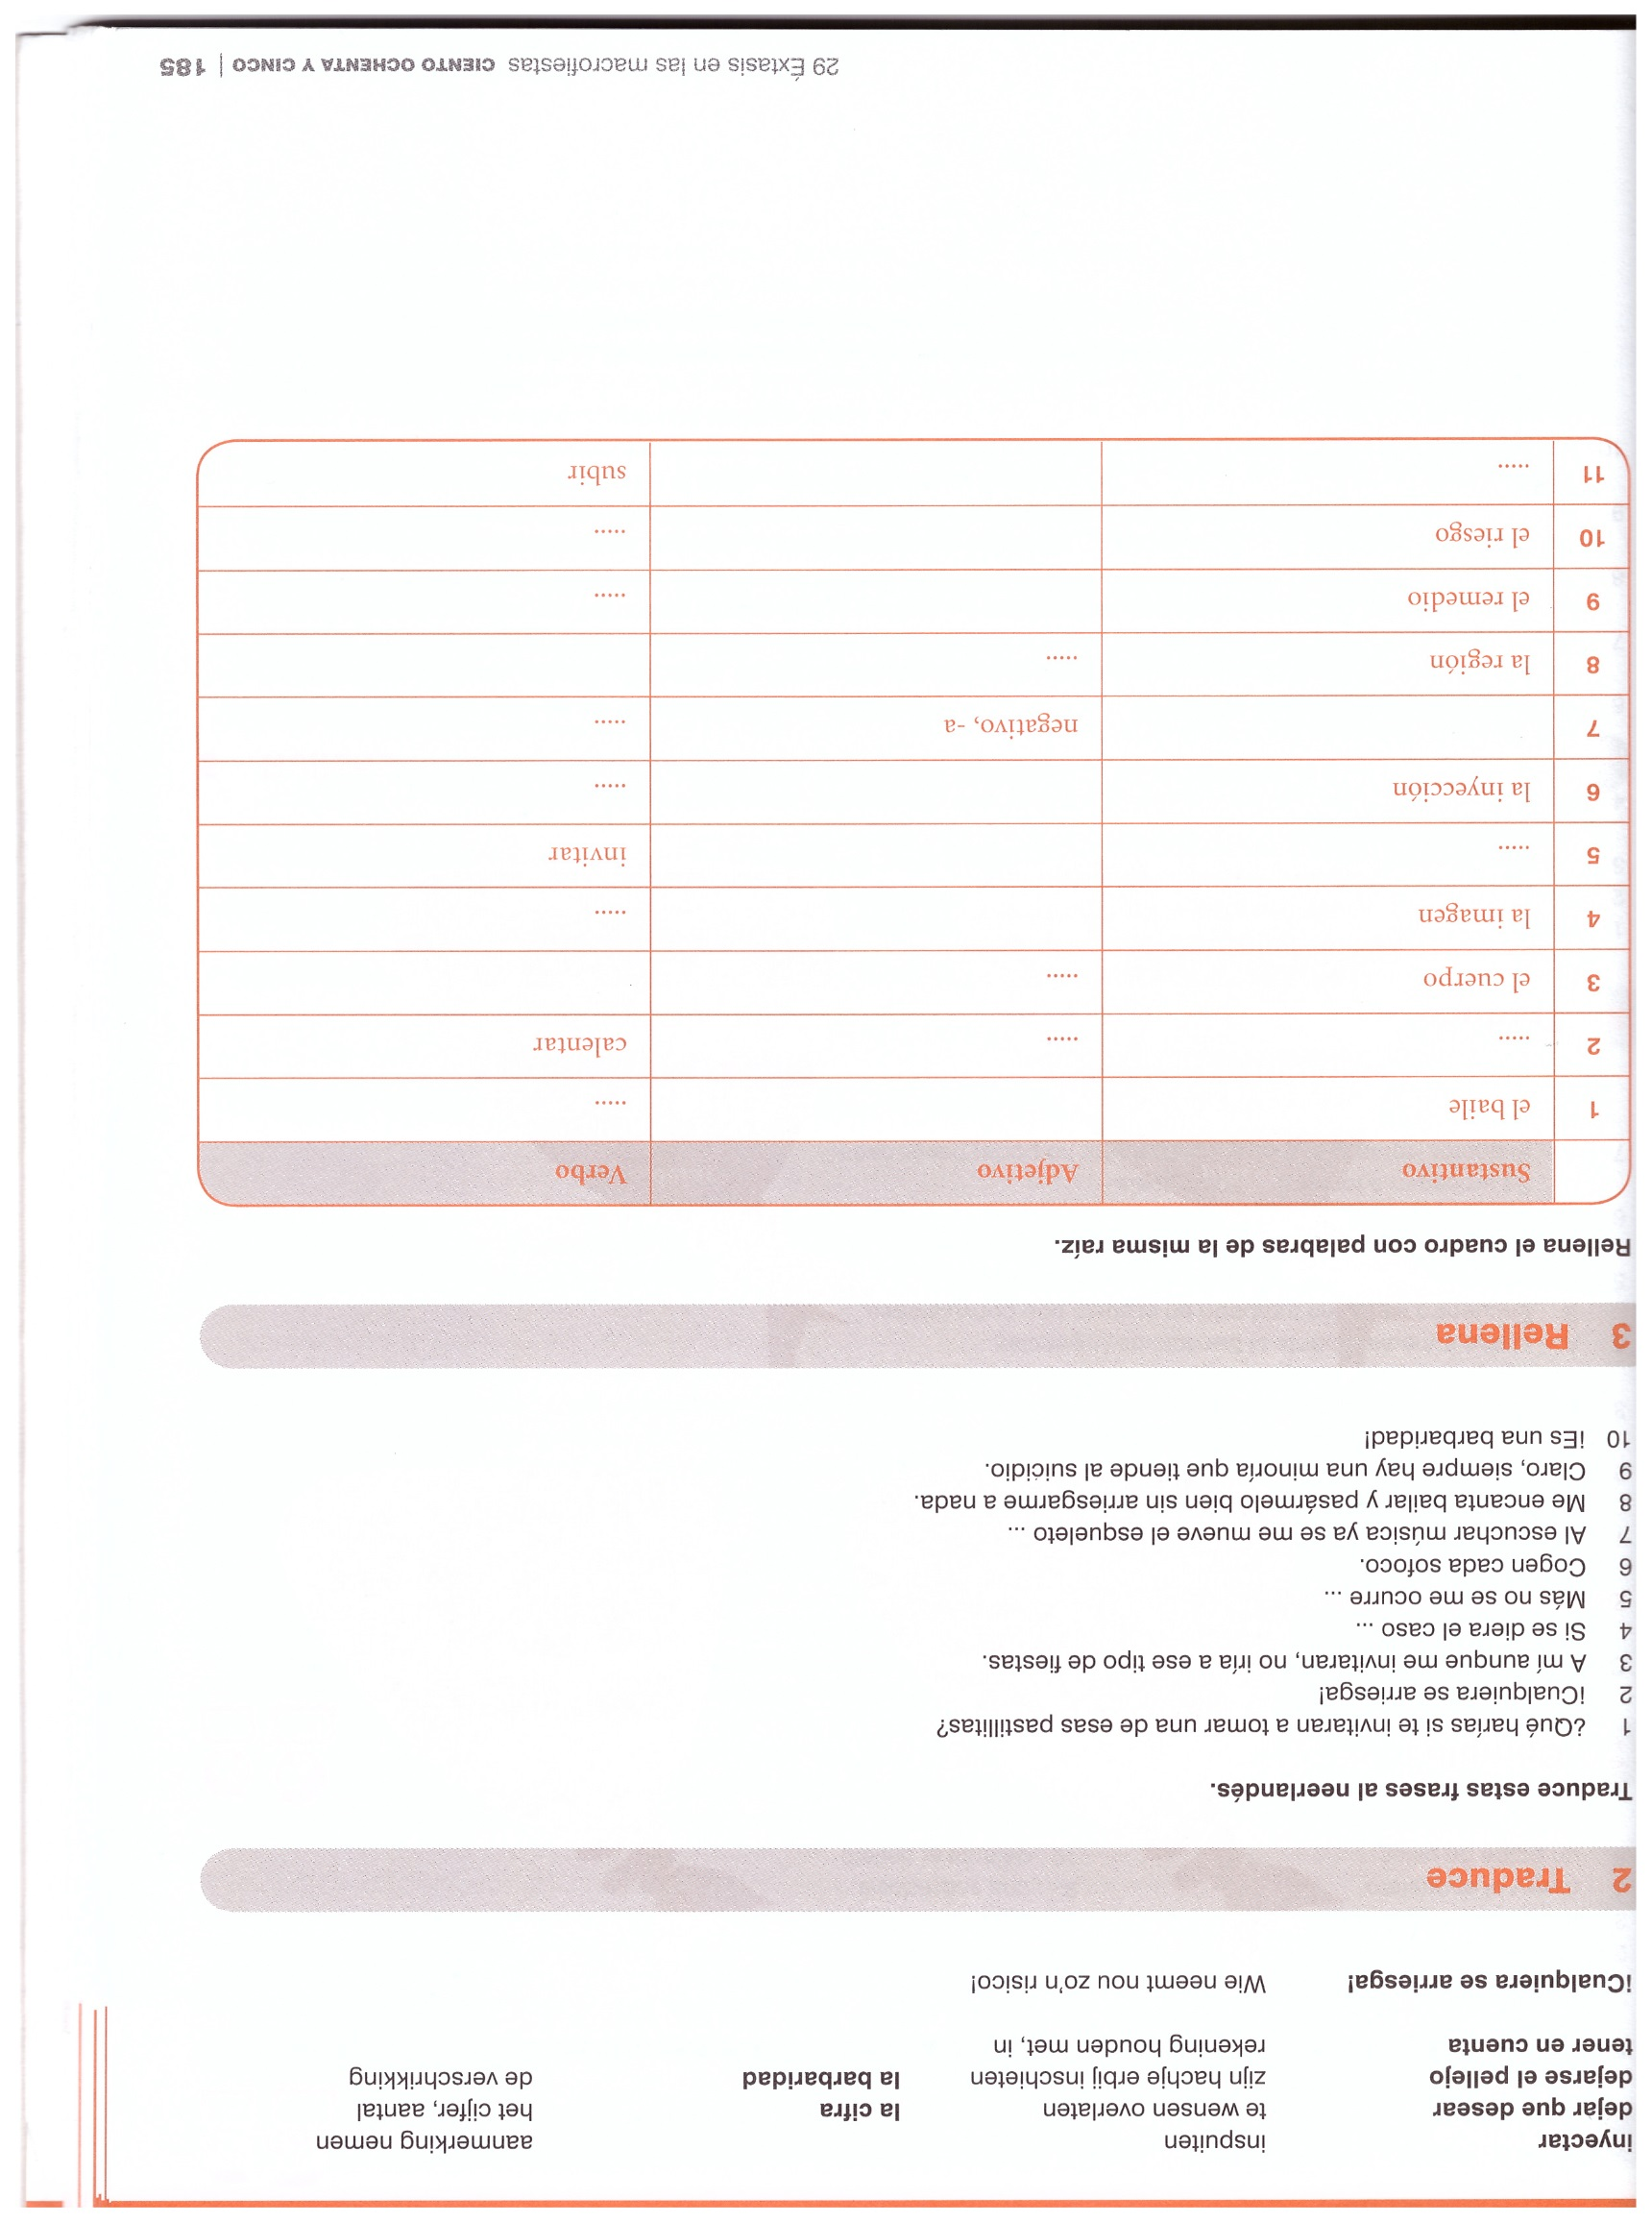 inyectar inspuiten aanmerking nemen
dejar que desear te wensen overlaten la cifra het cijfer, aantal
dejarse el pellejo zijn hachje erbij inschieten la barbaridad de verschrikking
tener en cuenta rekening houden met, in
¡Cualquiera se arriesga! Wie neemt nou zo'n risico!
2 Traduce
Traduce estas frases al neerlandés.
1 ¿Qué harías si te invitaran a tomar una de esas pastillitas?
2 ¡Cualquiera se arriesga!
3 A mí aunque me invitaran, no iría a ese tipo de fiestas.
4 Si se diera el caso ...
5 Más no se me ocurre ...
6 Cogen cada sofoco.
7 Al escuchar música ya se me mueve el esqueleto ...
8 Me encanta bailar y pasármelo bien sin arriesgarme a nada.
9 Claro, siempre hay una minoría que tiende al suicidio.
10 ¡Es una barbaridad!
3 Rellena
Rellena el cuadro con palabras de la misma raíz.
Sustantivo Adjetivo Verbo
1 el baile .....
2 ..... ..... calentar
3 el cuerpo .....
4 la imagen .....
5 ..... invitar
6 la inyección .....
7 negativo, -a .....
8 la región .....
9 el remedio .....
10 el riesgo .....
11 ..... subir
29 Éxtasis en las macrofiestas CIENTO OCHENTA Y CINCO | 185